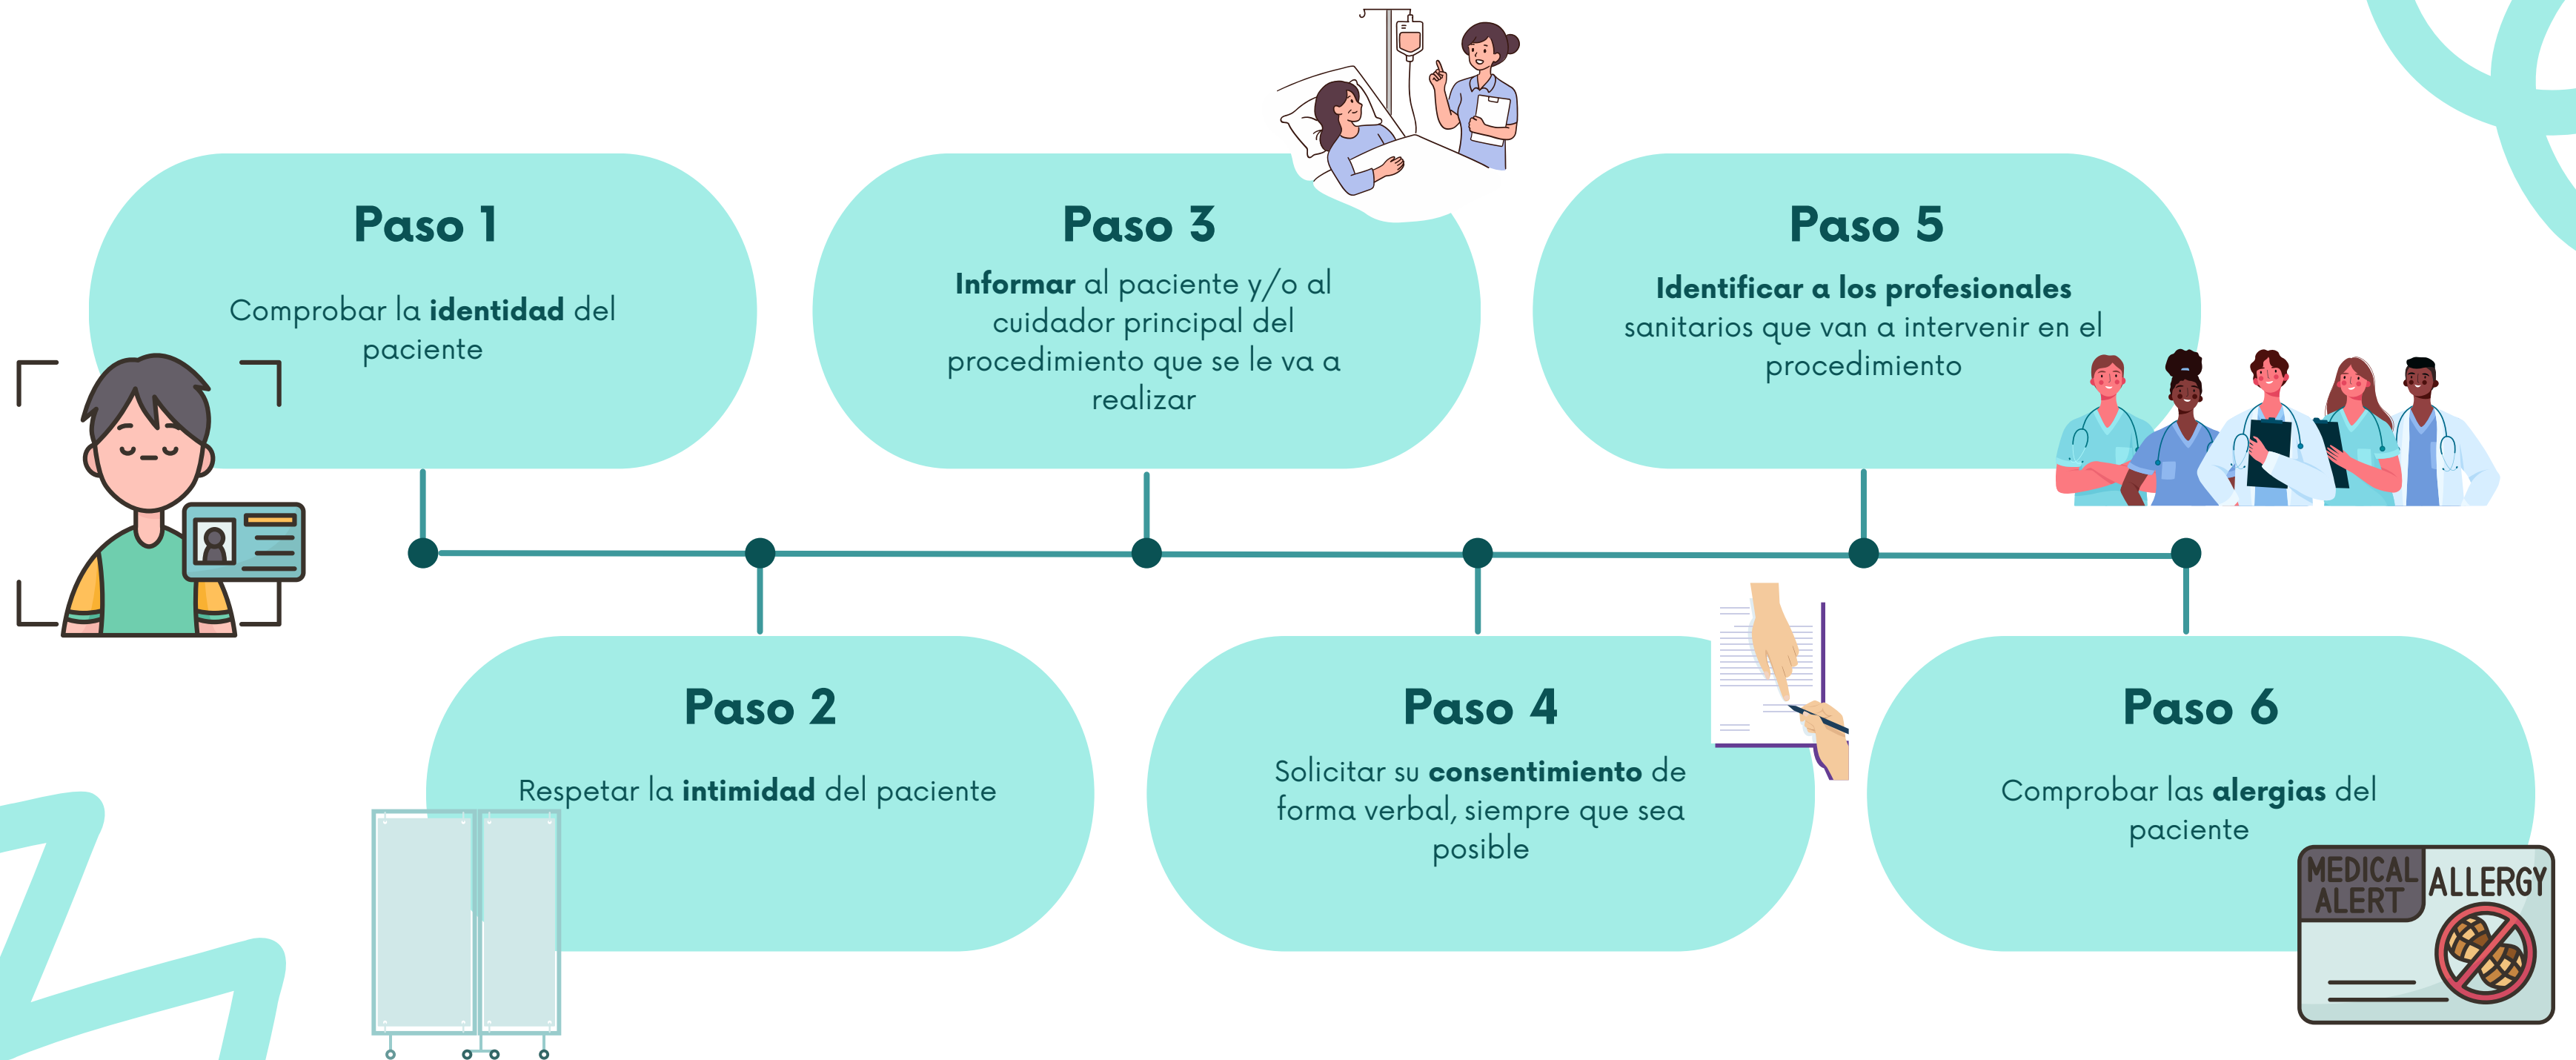 Paso 1
Comprobar la identidad del
paciente
Paso 2
Respetar la intimidad del paciente
Paso 3
Informar al paciente y/o al
cuidador principal del
procedimiento que se le va a
realizar
Paso 4
Solicitar su consentimiento de
forma verbal, siempre que sea
posible
Paso 5
Identificar a los profesionales
sanitarios que van a intervenir en el
procedimiento
Paso 6
Comprobar las alergias del
paciente
MEDICAL
ALERT
ALLERGY